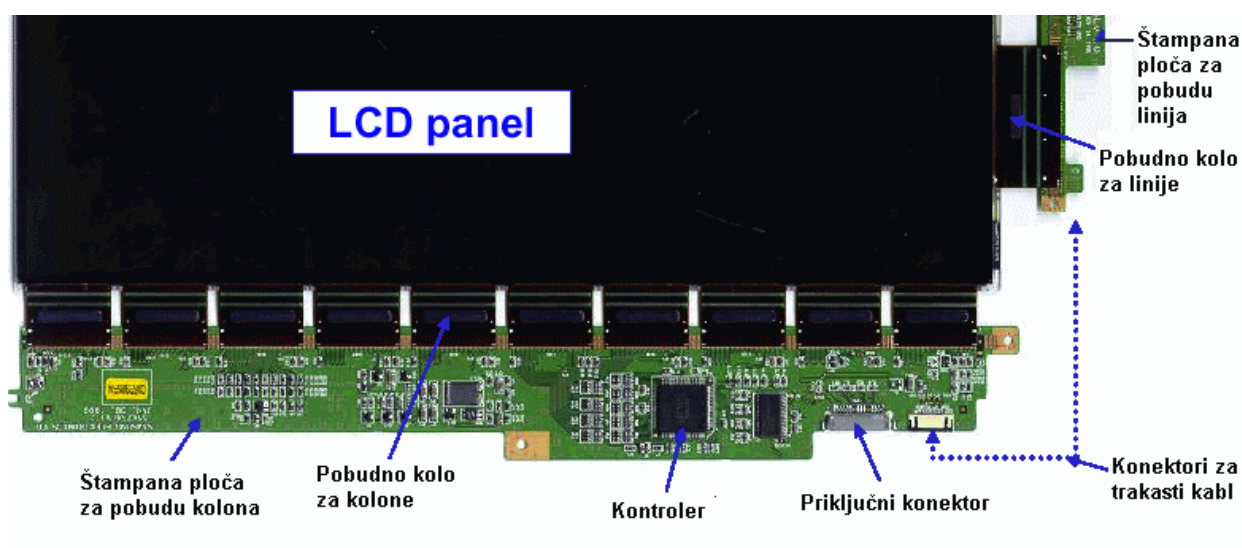 LCD panel
Štampana
ploča za
pobudu
linija
Pobudno kolo
za linije
Štampana ploča
za pobudu kolona
Pobudno kolo
za kolone
Kontroler
Priključni konektor
Konektori za
trakasti kabl